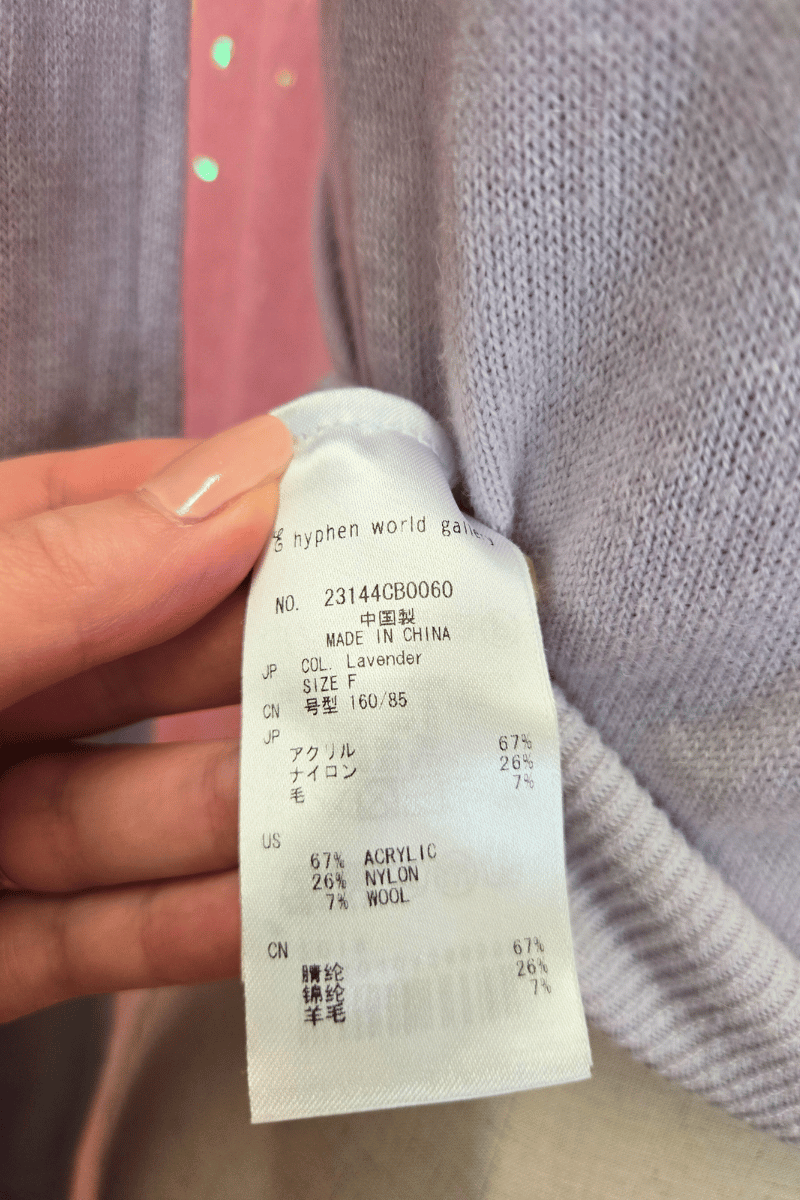 hyphen world
NO. 23144CB0060
中国製
MADE IN CHINA
JP COL. Lavender
SIZE F
CN 号型 160/85
JP
アクリル 67%
ナイロン 26%
毛 7%
US
67% ACRYLIC
26% NYLON
7% WOOL
CN
腈纶 67%
锦纶 26%
羊毛 7%